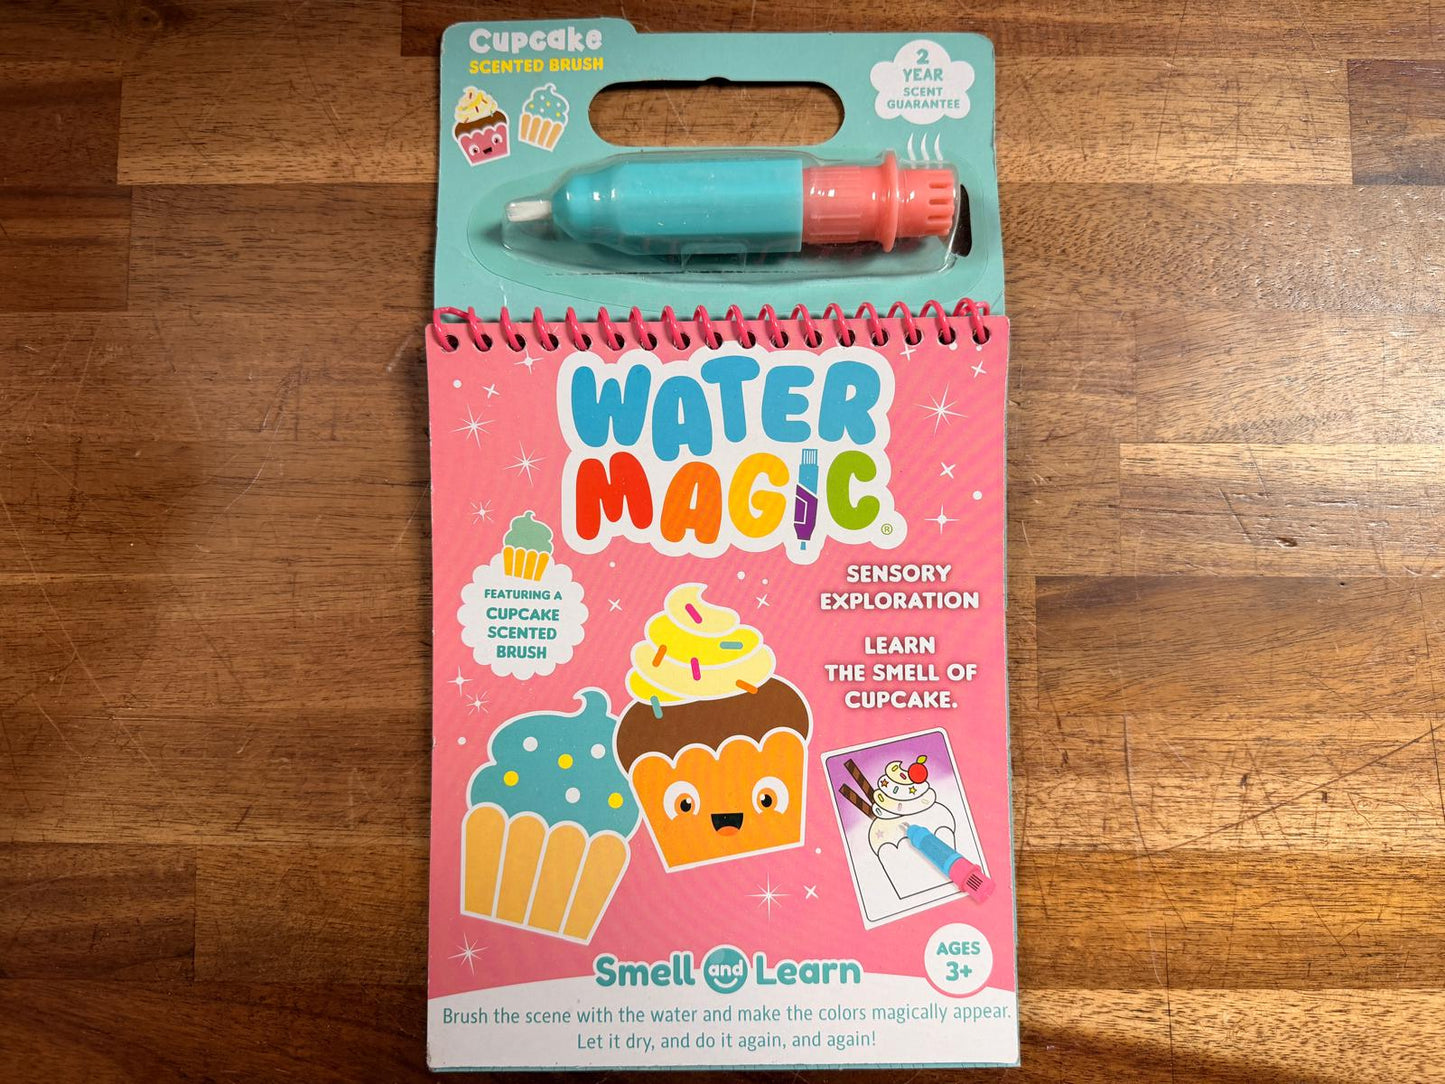 Cupcake
SCENTED BRUSH
2
YEAR
SCENT
GUARANTEE
WATER
MAGIC®
SENSORY
EXPLORATION
FEATURING A
CUPCAKE
SCENTED
BRUSH
LEARN
THE SMELL OF
CUPCAKE.
Smell and Learn
AGES
3+
Brush the scene with the water and make the colors magically appear.
Let it dry, and do it again, and again!